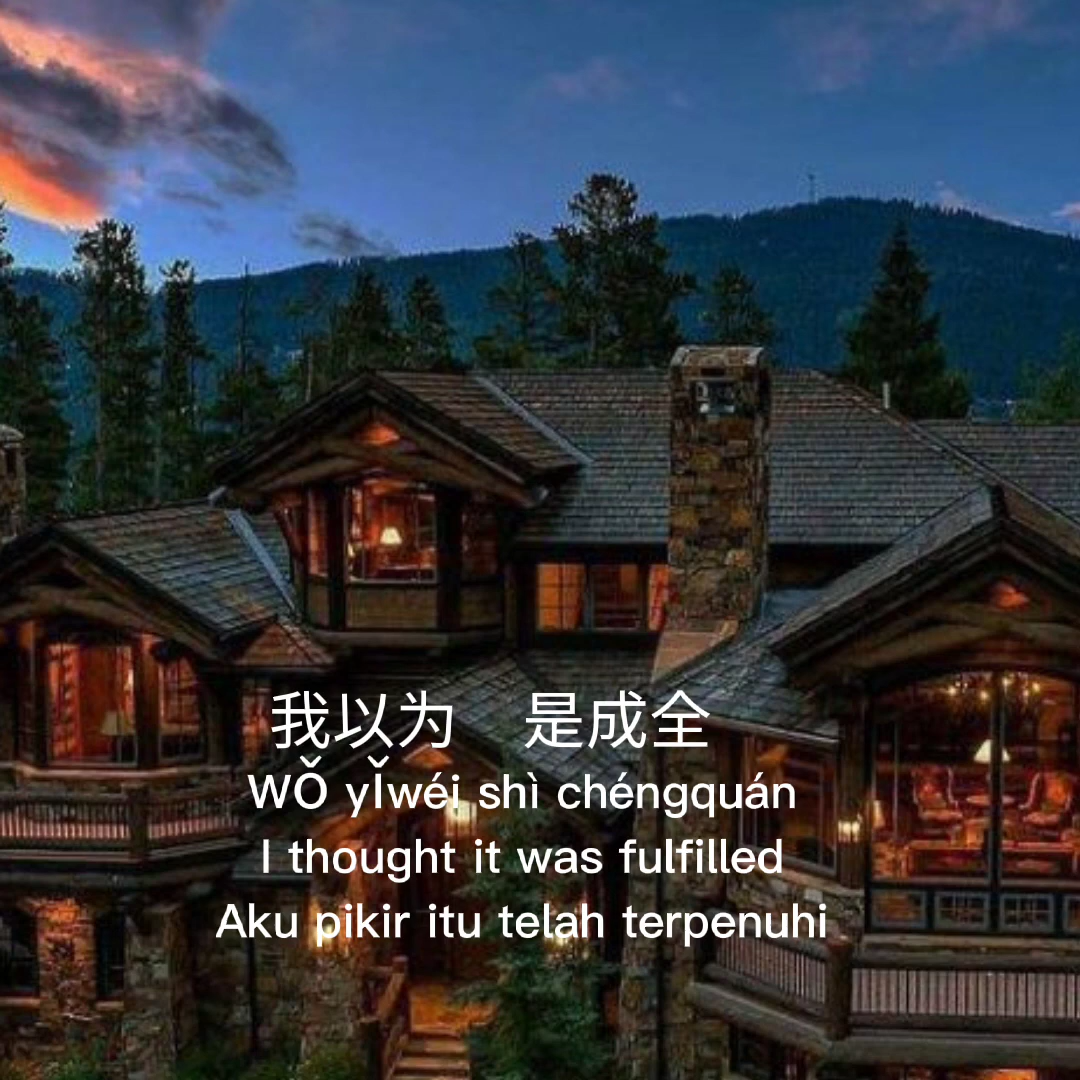 我以为 是成全
Wǒ yǐwéi shì chéngquán
I thought it was fulfilled
Aku pikir itu telah terpenuhi